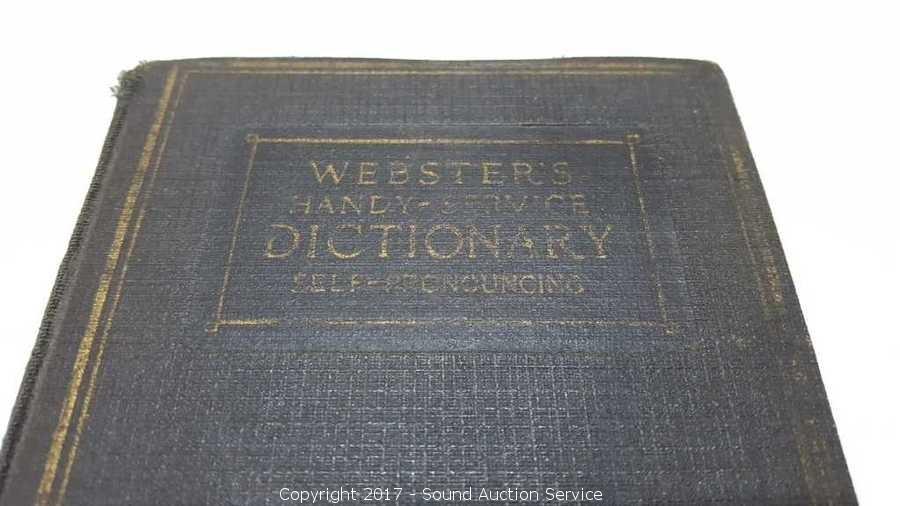 WEBSTER'S
HANDY-SERVICE
DICTIONARY
SELF-PRONOUNCING
Copyright 2017 - Sound Auction Service